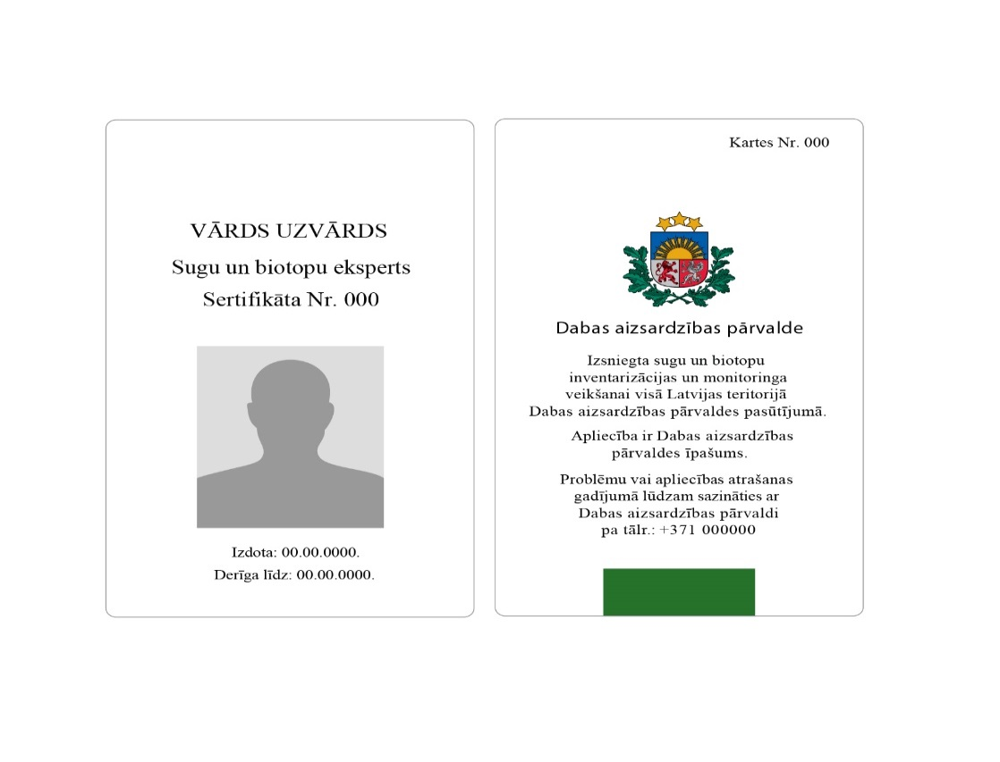 VĀRDS UZVĀRDS
Sugu un biotopu eksperts
Sertifikāta Nr. 000
Izdota: 00.00.0000.
Derīga līdz: 00.00.0000.
Kartes Nr. 000
Dabas aizsardzības pārvalde
Izsniegta sugu un biotopu
inventarizācijas un monitoringa
veikšanai visā Latvijas teritorijā
Dabas aizsardzības pārvaldes pasūtījumā.
Apliecība ir Dabas aizsardzības
pārvaldes īpašums.
Problēmu vai apliecības atrašanas
gadījumā lūdzam sazināties ar
Dabas aizsardzības pārvaldi
pa tālr.: +371 000000